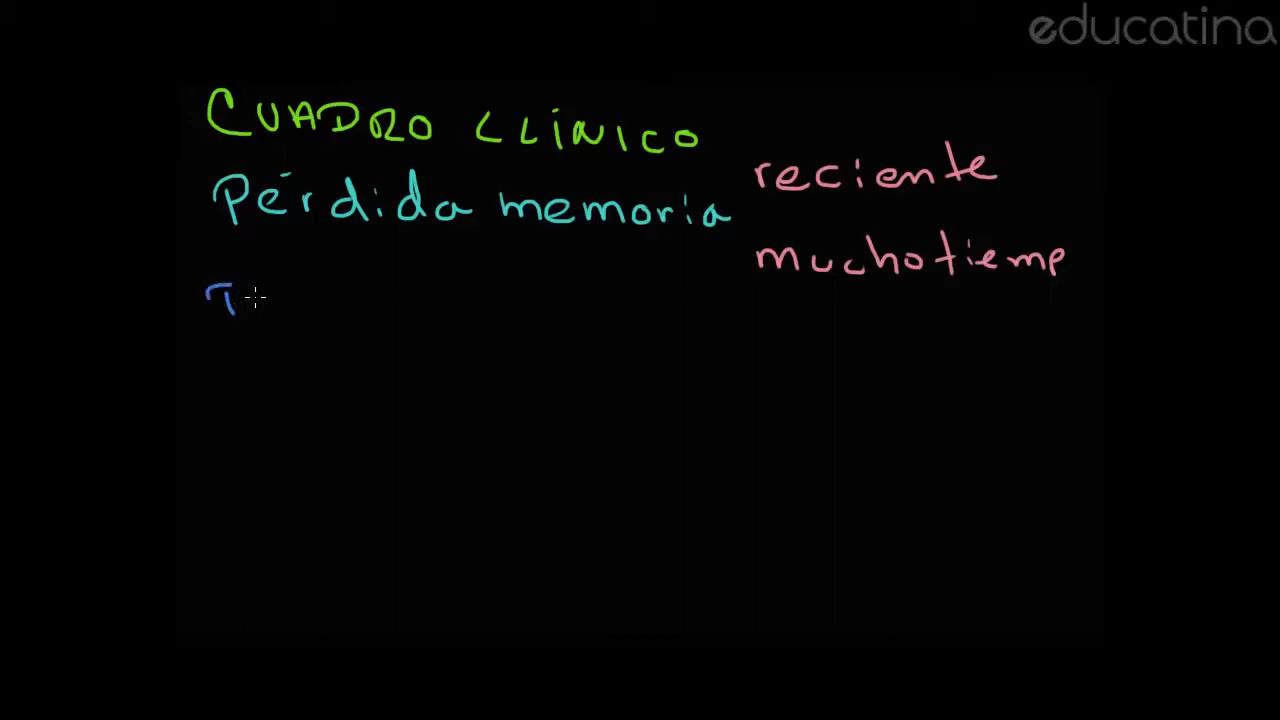 educatina
CUADRO CLINICO
Pérdida memoria
reciente
muchotiemp
T